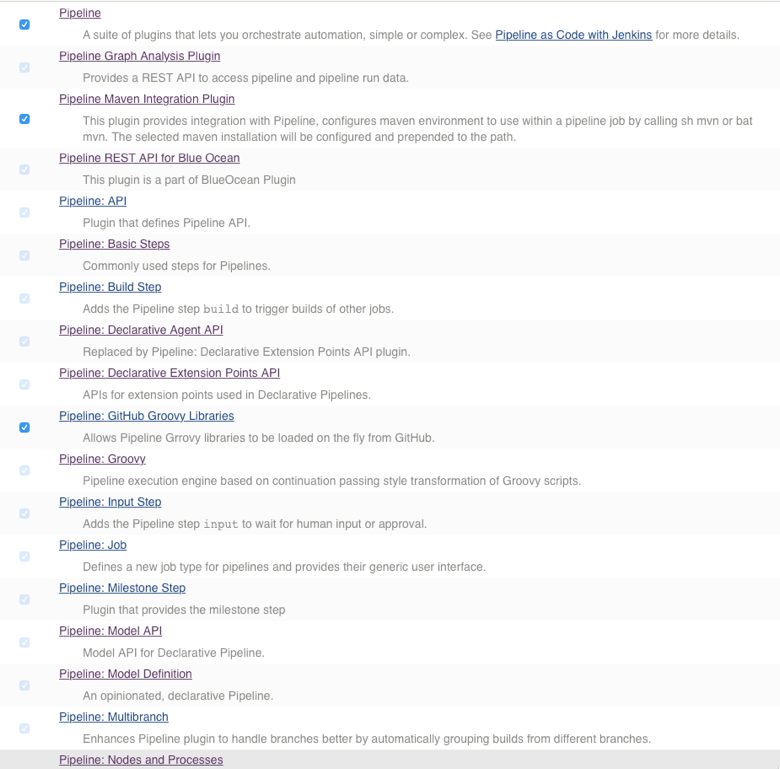 Pipeline
A suite of plugins that lets you orchestrate automation, simple or complex. See Pipeline as Code with Jenkins for more details.
Pipeline Graph Analysis Plugin
Provides a REST API to access pipeline and pipeline run data.
Pipeline Maven Integration Plugin
This plugin provides integration with Pipeline, configures maven environment to use within a pipeline job by calling sh mvn or bat
mvn. The selected maven installation will be configured and prepended to the path.
Pipeline REST API for Blue Ocean
This plugin is a part of BlueOcean Plugin
Pipeline: API
Plugin that defines Pipeline API.
Pipeline: Basic Steps
Commonly used steps for Pipelines.
Pipeline: Build Step
Adds the Pipeline step build to trigger builds of other jobs.
Pipeline: Declarative Agent API
Replaced by Pipeline: Declarative Extension Points API plugin.
Pipeline: Declarative Extension Points API
APIs for extension points used in Declarative Pipelines.
Pipeline: GitHub Groovy Libraries
Allows Pipeline Grrovy libraries to be loaded on the fly from GitHub.
Pipeline: Groovy
Pipeline execution engine based on continuation passing style transformation of Groovy scripts.
Pipeline: Input Step
Adds the Pipeline step input to wait for human input or approval.
Pipeline: Job
Defines a new job type for pipelines and provides their generic user interface.
Pipeline: Milestone Step
Plugin that provides the milestone step
Pipeline: Model API
Model API for Declarative Pipeline.
Pipeline: Model Definition
An opinionated, declarative Pipeline.
Pipeline: Multibranch
Enhances Pipeline plugin to handle branches better by automatically grouping builds from different branches.
Pipeline: Nodes and Processes